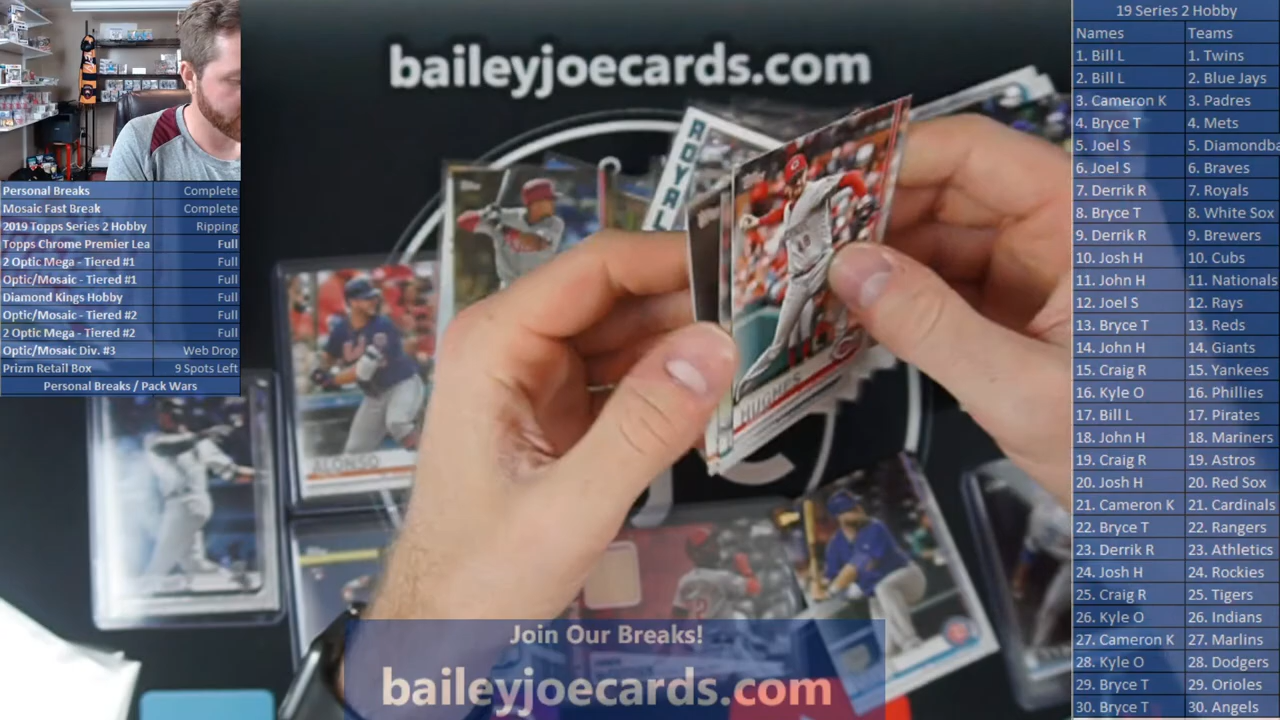 baileyjoecards.com
Personal Breaks Complete
Mosaic Fast Break Complete
2019 Topps Series 2 Hobby Ripping
Topps Chrome Premier Lea Full
2 Optic Mega - Tiered #1 Full
Optic/Mosaic - Tiered #1 Full
Diamond Kings Hobby Full
Optic/Mosaic - Tiered #2 Full
2 Optic Mega - Tiered #2 Full
Optic/Mosaic Div. #3 Web Drop
Prizm Retail Box 9 Spots Left
Personal Breaks / Pack Wars
ROYAL
Topps
HUGHES
ALONSO
Join Our Breaks!
baileyjoecards.com
19 Series 2 Hobby
Names Teams
1. Bill L 1. Twins
2. Bill L 2. Blue Jays
3. Cameron K 3. Padres
4. Bryce T 4. Mets
5. Joel S 5. Diamondba
6. Joel S 6. Braves
7. Derrik R 7. Royals
8. Bryce T 8. White Sox
9. Derrik R 9. Brewers
10. Josh H 10. Cubs
11. John H 11. Nationals
12. Joel S 12. Rays
13. Bryce T 13. Reds
14. John H 14. Giants
15. Craig R 15. Yankees
16. Kyle O 16. Phillies
17. Bill L 17. Pirates
18. John H 18. Mariners
19. Craig R 19. Astros
20. Josh H 20. Red Sox
21. Cameron K 21. Cardinals
22. Bryce T 22. Rangers
23. Derrik R 23. Athletics
24. Josh H 24. Rockies
25. Craig R 25. Tigers
26. Kyle O 26. Indians
27. Cameron K 27. Marlins
28. Kyle O 28. Dodgers
29. Bryce T 29. Orioles
30. Bryce T 30. Angels